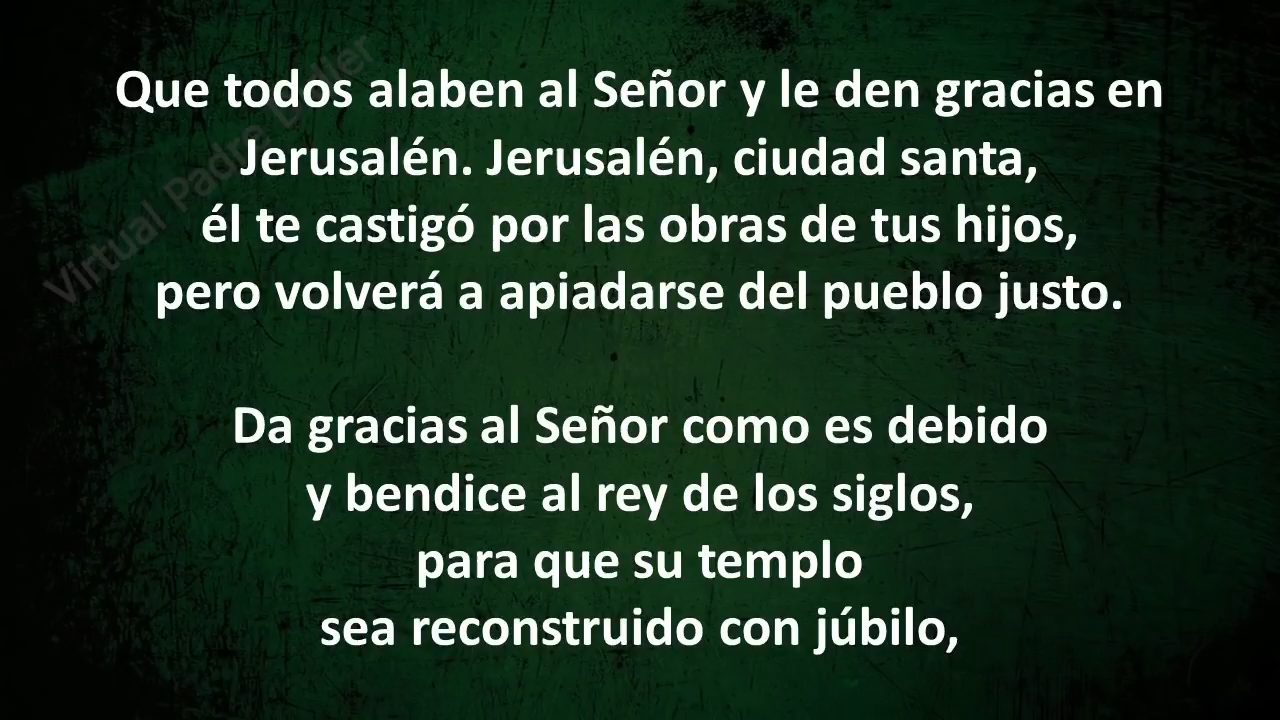 Que todos alaben al Señor y le den gracias en
Jerusalén. Jerusalén, ciudad santa,
él te castigó por las obras de tus hijos,
pero volverá a apiadarse del pueblo justo.
Da gracias al Señor como es debido
y bendice al rey de los siglos,
para que su templo
sea reconstruido con júbilo,
Virtual Padre